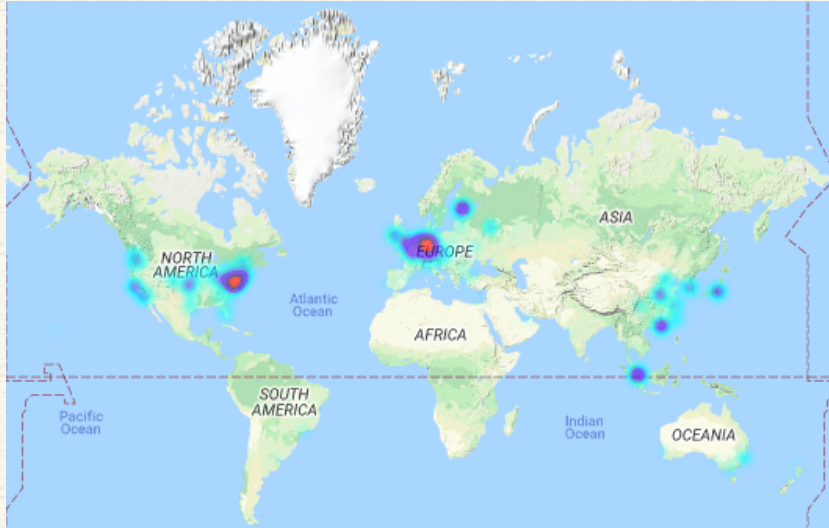 ASIA
NORTH
AMERICA
EUROPE
Atlantic
Ocean
AFRICA
SOUTH
AMERICA
Pacific
Ocean
Indian
Ocean
OCEANIA